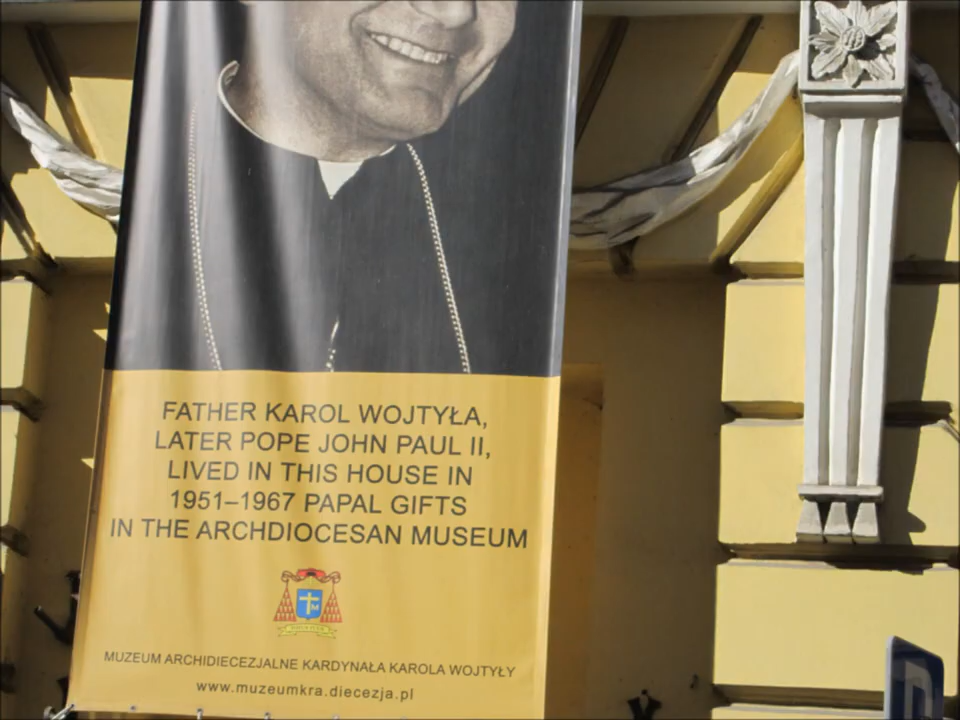 FATHER KAROL WOJTYŁA,
LATER POPE JOHN PAUL II,
LIVED IN THIS HOUSE IN
1951–1967 PAPAL GIFTS
IN THE ARCHDIOCESAN MUSEUM
M
MUZEUM ARCHIDIECEZJALNE KARDYNAŁA KAROLA WOJTYŁY
www.muzeumkra.diecezja.pl